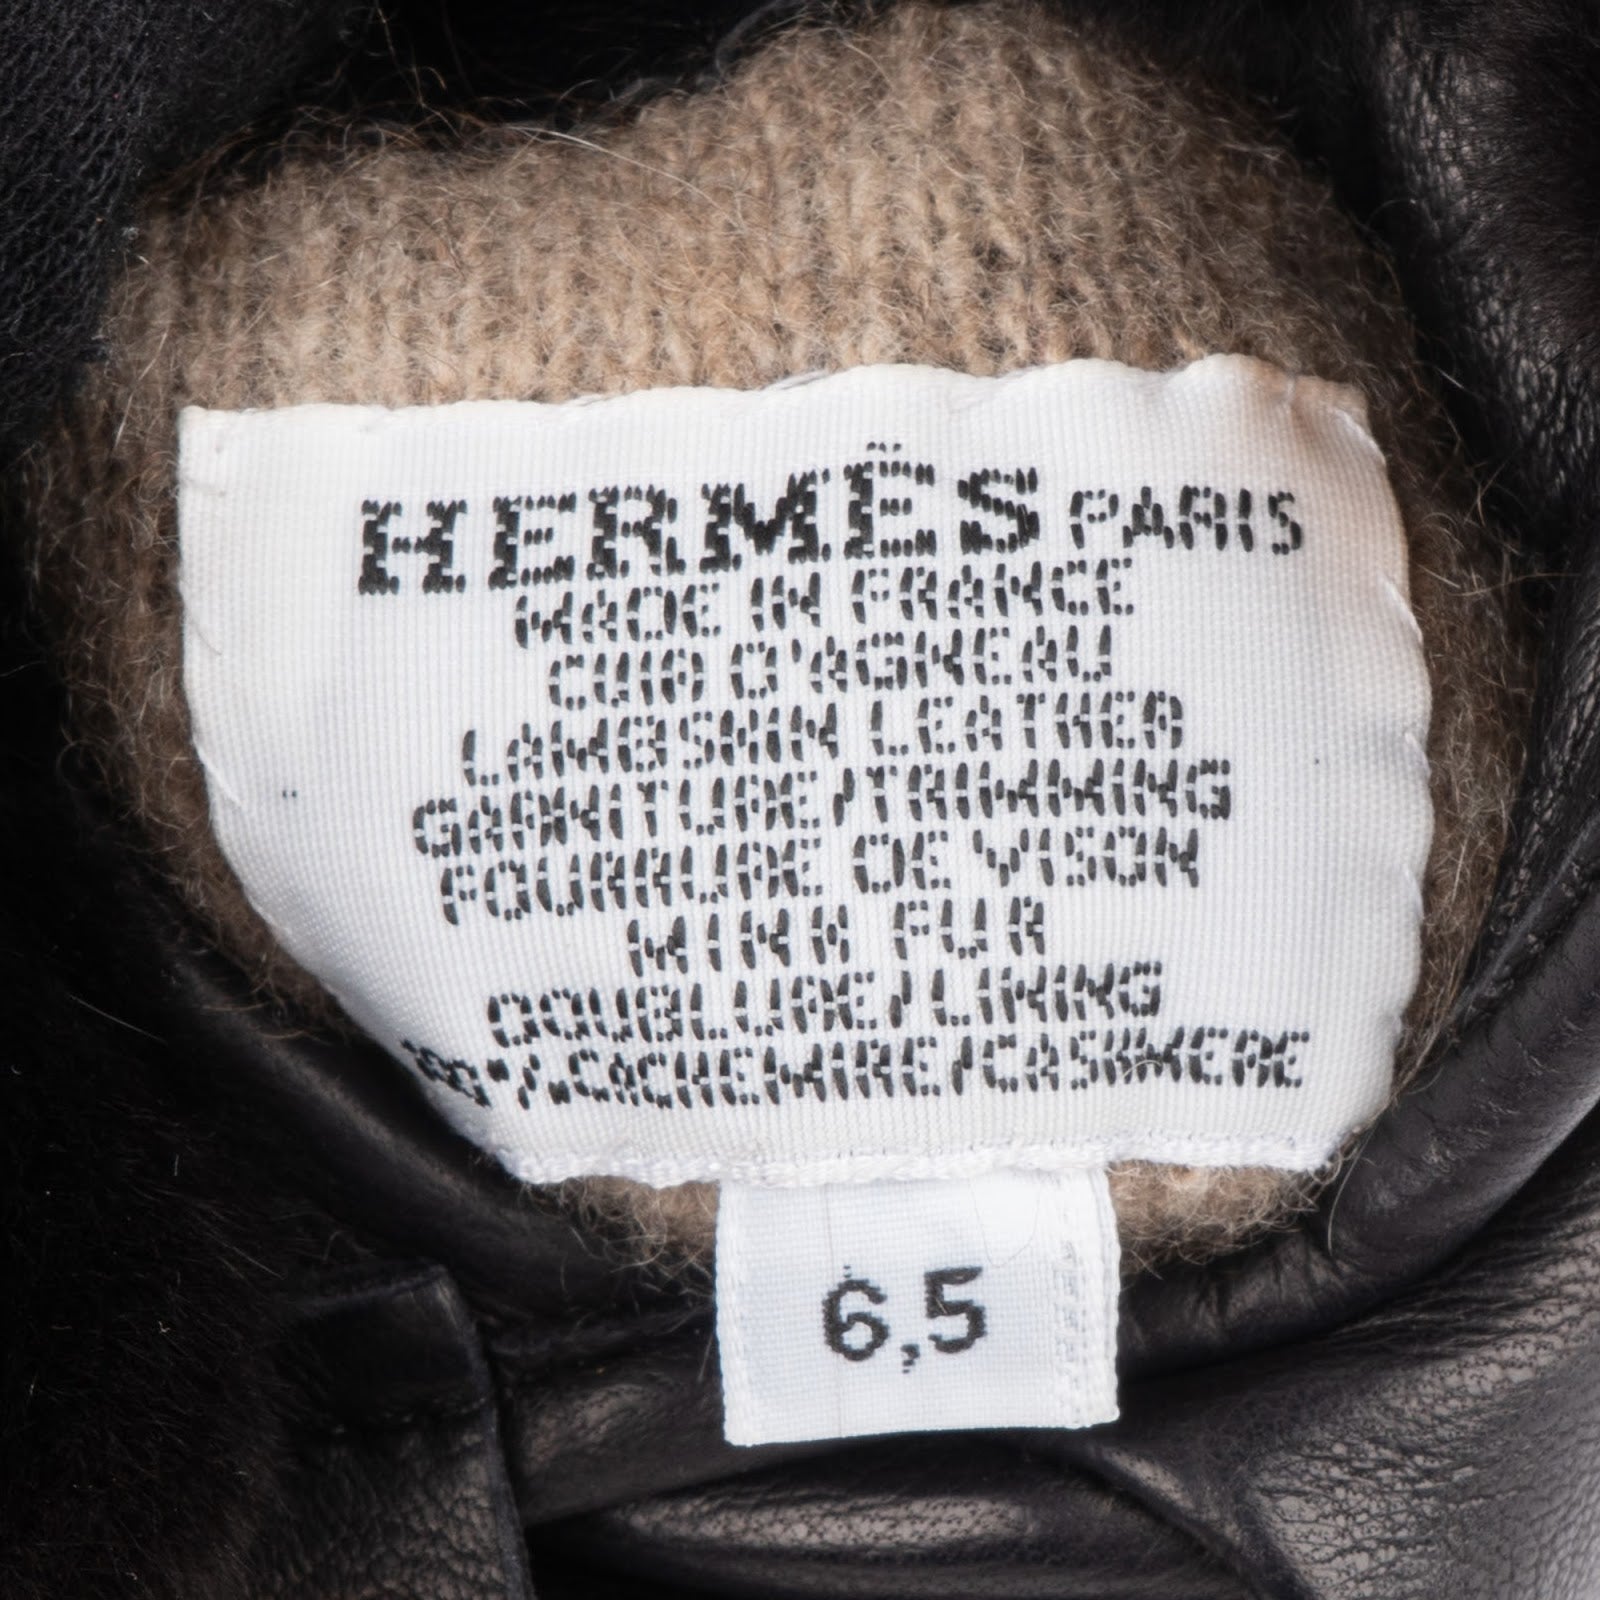 HERMÈS PARIS
MADE IN FRANCE
CUIR D'AGNEAU
LAMBSKIN LEATHER
GARNITURE/TRIMMING
FOURRURE DE VISON
MINK FUR
DOUBLURE/LINING
%.CACHEMIRE/CASHMERE
6,5